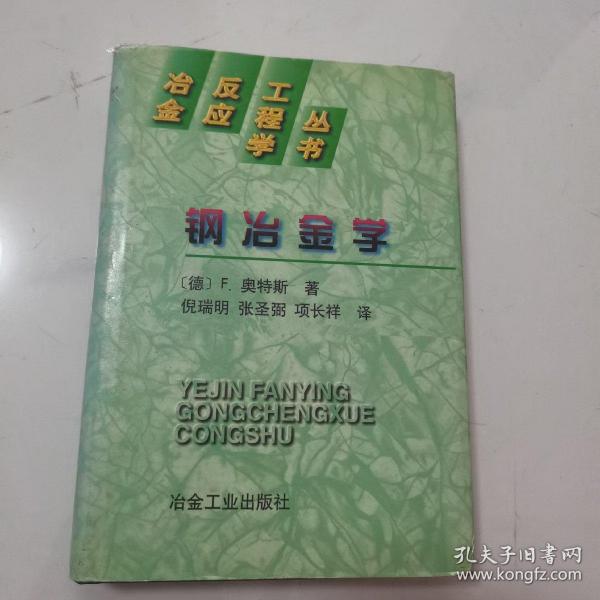 冶金反应工程学丛书
钢冶金学
〔德〕 F. 奥特斯 著
倪瑞明 张圣弼 项长祥 译
YEJIN FANYING
GONGCHENGXUE
CONGSHU
冶金工业出版社
孔夫子旧书网
www.kongfz.com